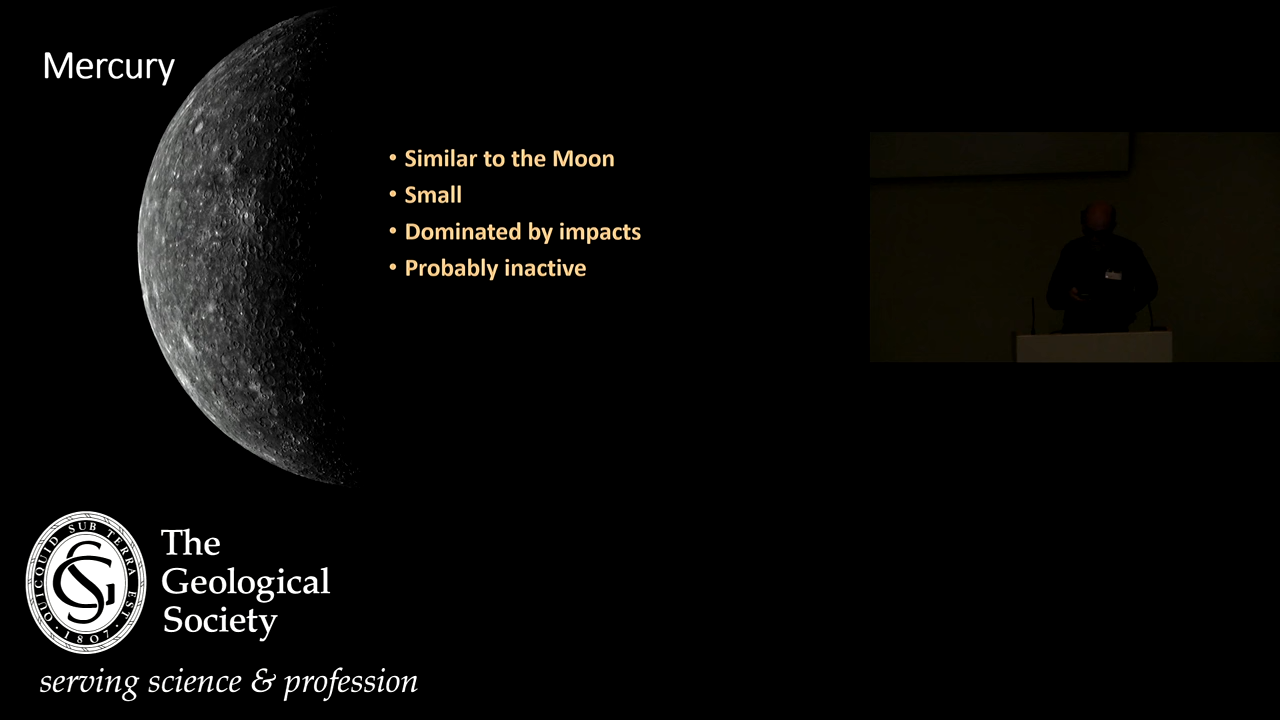 Mercury
• Similar to the Moon
• Small
• Dominated by impacts
• Probably inactive
QUICQUID SUB TERRA EST
· 1807 ·
The
Geological
Society
serving science & profession